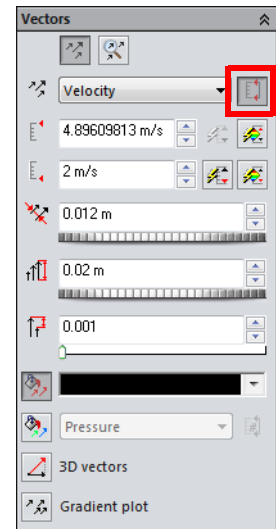 Vectors
Velocity
4.89609813 m/s
2 m/s
0.012 m
0.02 m
0.001
Pressure
3D vectors
Gradient plot